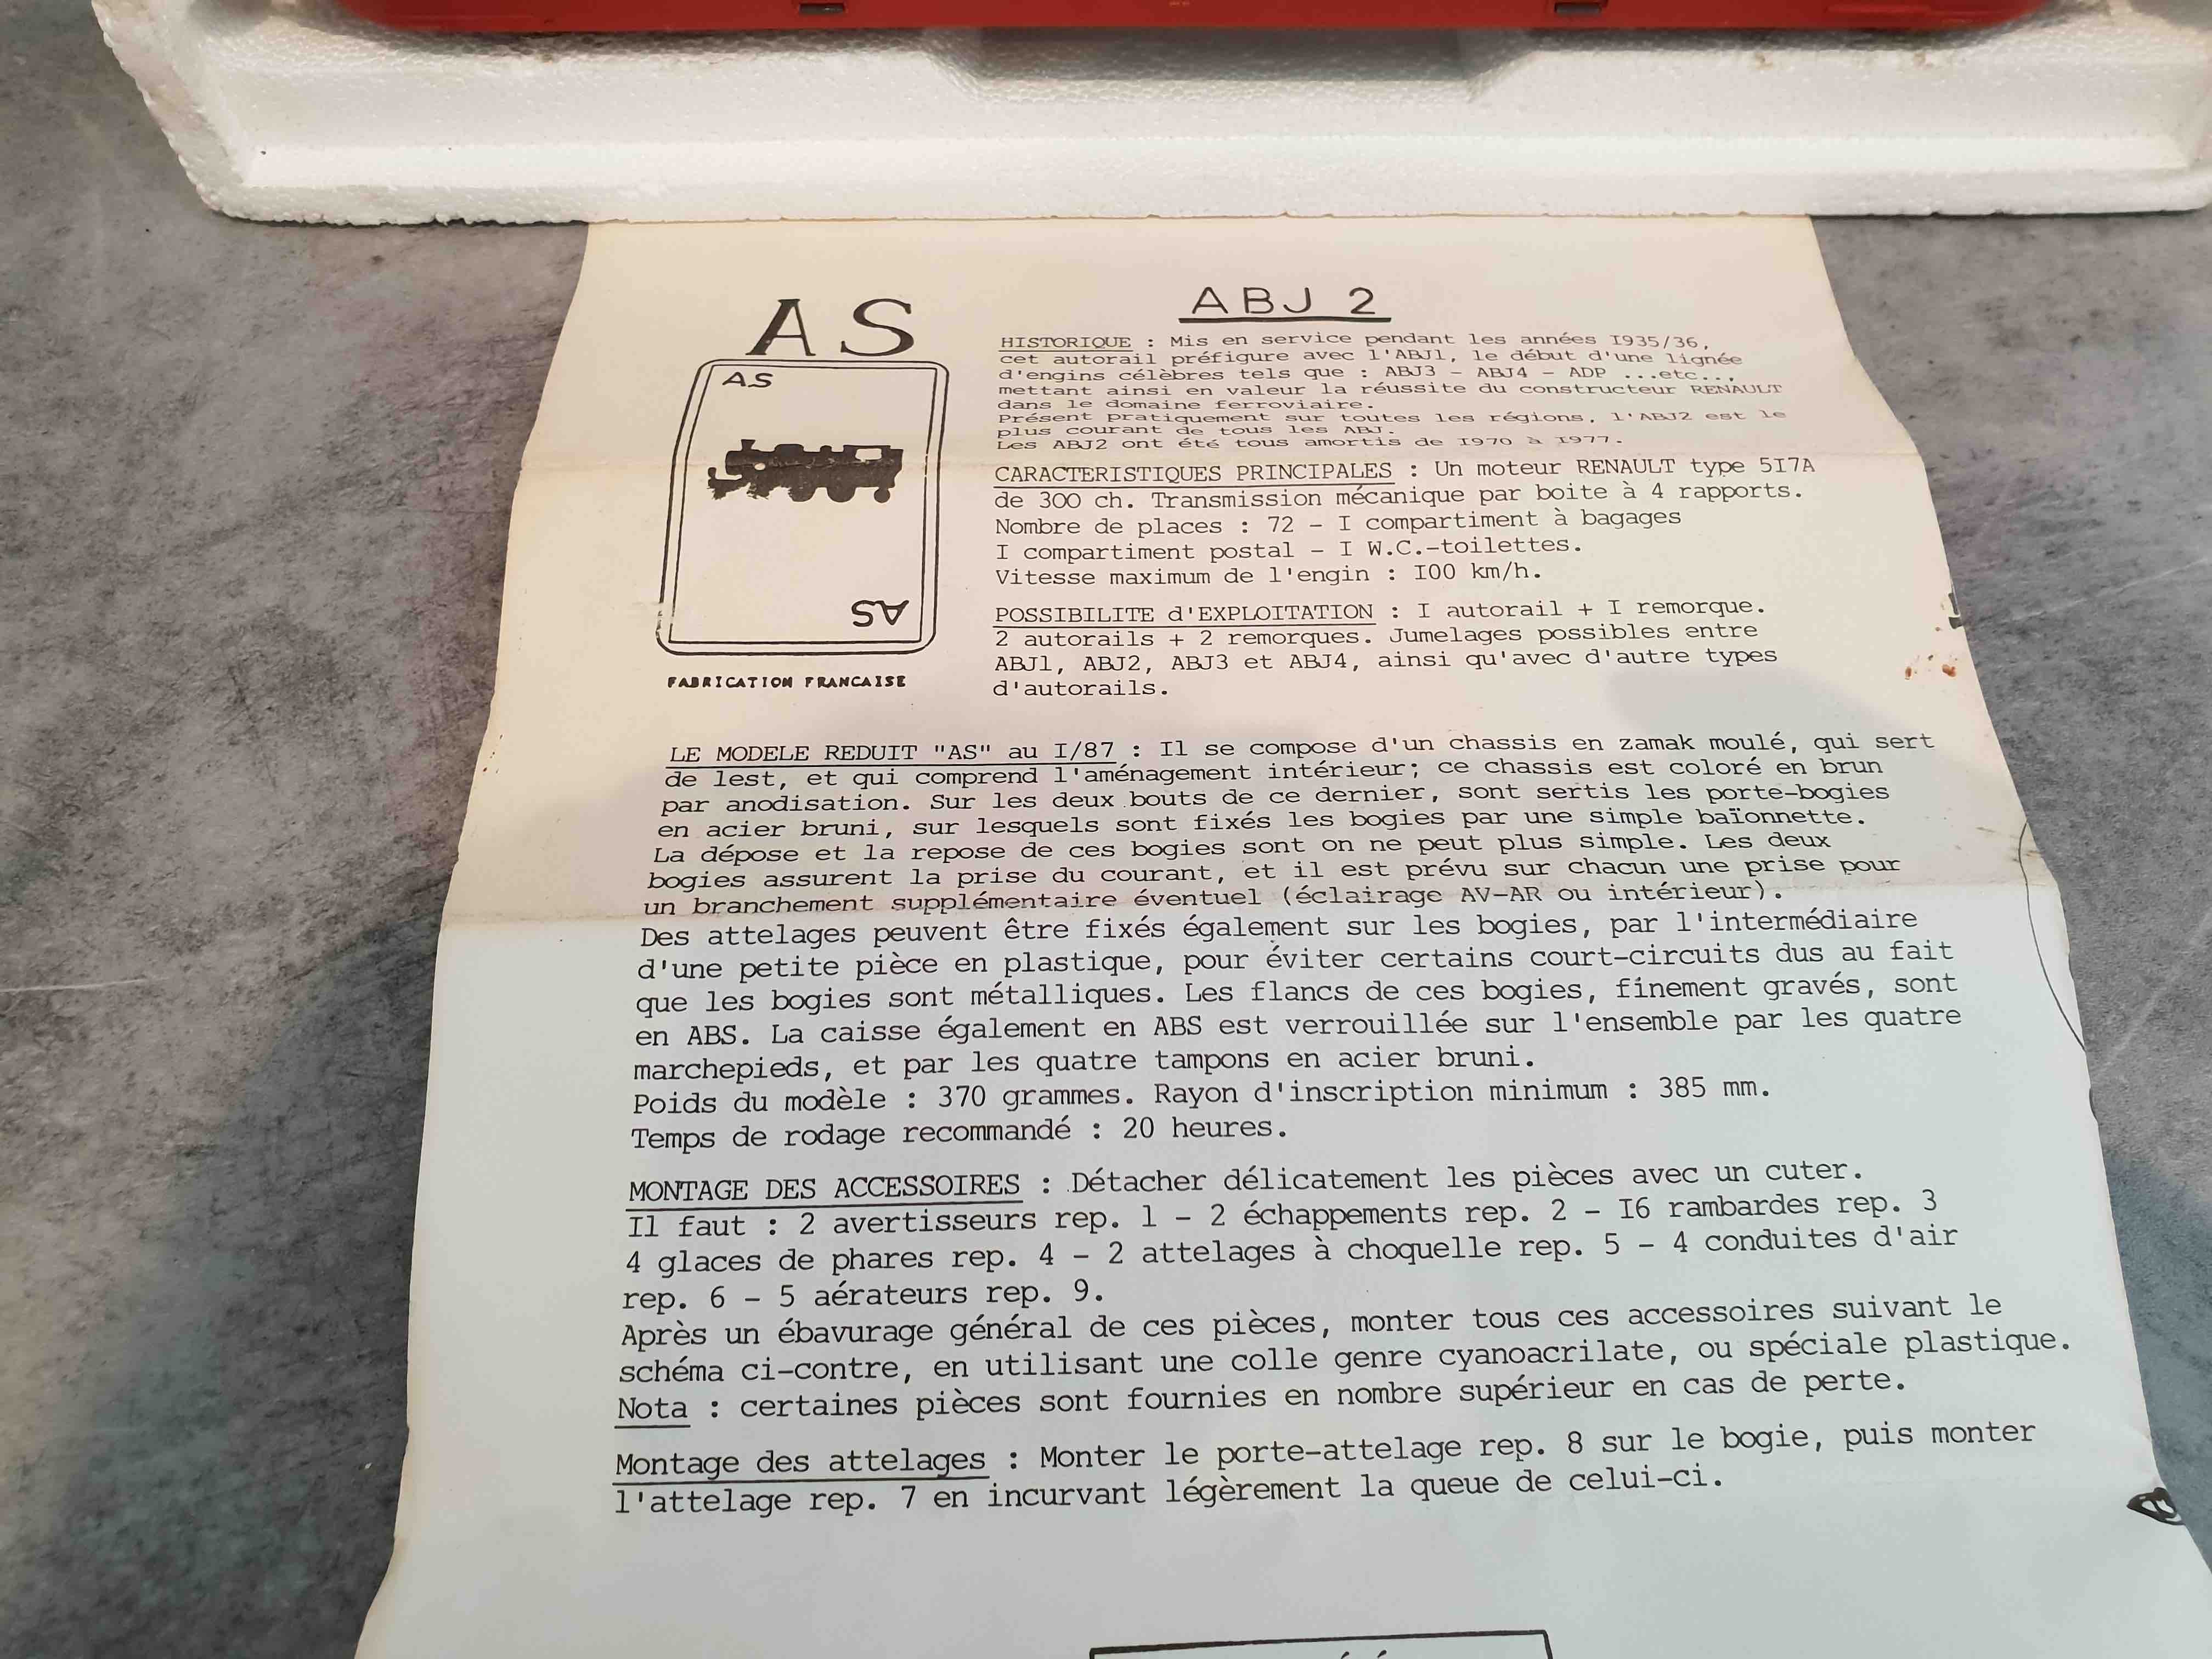 AS
ABJ 2
AS
AS
FABRICATION FRANCAISE
HISTORIQUE : Mis en service pendant les années I935/36,
cet autorail préfigure avec l'ABJ1, le début d'une lignée
d'engins célèbres tels que : ABJ3 - ABJ4 - ADP ...etc...,
mettant ainsi en valeur la réussite du constructeur RENAULT
dans le domaine ferroviaire.
Présent pratiquement sur toutes les régions, l'ABJ2 est le
plus courant de tous les ABJ.
Les ABJ2 ont été tous amortis de I970 à I977.
CARACTERISTIQUES PRINCIPALES : Un moteur RENAULT type 5I7A
de 300 ch. Transmission mécanique par boite à 4 rapports.
Nombre de places : 72 - I compartiment à bagages
I compartiment postal - I W.C.-toilettes.
Vitesse maximum de l'engin : I00 km/h.
POSSIBILITE d'EXPLOITATION : I autorail + I remorque.
2 autorails + 2 remorques. Jumelages possibles entre
ABJ1, ABJ2, ABJ3 et ABJ4, ainsi qu'avec d'autre types
d'autorails.
LE MODELE REDUIT "AS" au I/87 : Il se compose d'un chassis en zamak moulé, qui sert
de lest, et qui comprend l'aménagement intérieur; ce chassis est coloré en brun
par anodisation. Sur les deux bouts de ce dernier, sont sertis les porte-bogies
en acier bruni, sur lesquels sont fixés les bogies par une simple baïonnette.
La dépose et la repose de ces bogies sont on ne peut plus simple. Les deux
bogies assurent la prise du courant, et il est prévu sur chacun une prise pour
un branchement supplémentaire éventuel (éclairage AV-AR ou intérieur).
Des attelages peuvent être fixés également sur les bogies, par l'intermédiaire
d'une petite pièce en plastique, pour éviter certains court-circuits dus au fait
que les bogies sont métalliques. Les flancs de ces bogies, finement gravés, sont
en ABS. La caisse également en ABS est verrouillée sur l'ensemble par les quatre
marchepieds, et par les quatre tampons en acier bruni.
Poids du modèle : 370 grammes. Rayon d'inscription minimum : 385 mm.
Temps de rodage recommandé : 20 heures.
MONTAGE DES ACCESSOIRES : Détacher délicatement les pièces avec un cuter.
Il faut : 2 avertisseurs rep. 1 - 2 échappements rep. 2 - I6 rambardes rep. 3
4 glaces de phares rep. 4 - 2 attelages à choquelle rep. 5 - 4 conduites d'air
rep. 6 - 5 aérateurs rep. 9.
Après un ébavurage général de ces pièces, monter tous ces accessoires suivant le
schéma ci-contre, en utilisant une colle genre cyanoacrilate, ou spéciale plastique.
Nota : certaines pièces sont fournies en nombre supérieur en cas de perte.
Montage des attelages : Monter le porte-attelage rep. 8 sur le bogie, puis monter
l'attelage rep. 7 en incurvant légèrement la queue de celui-ci.